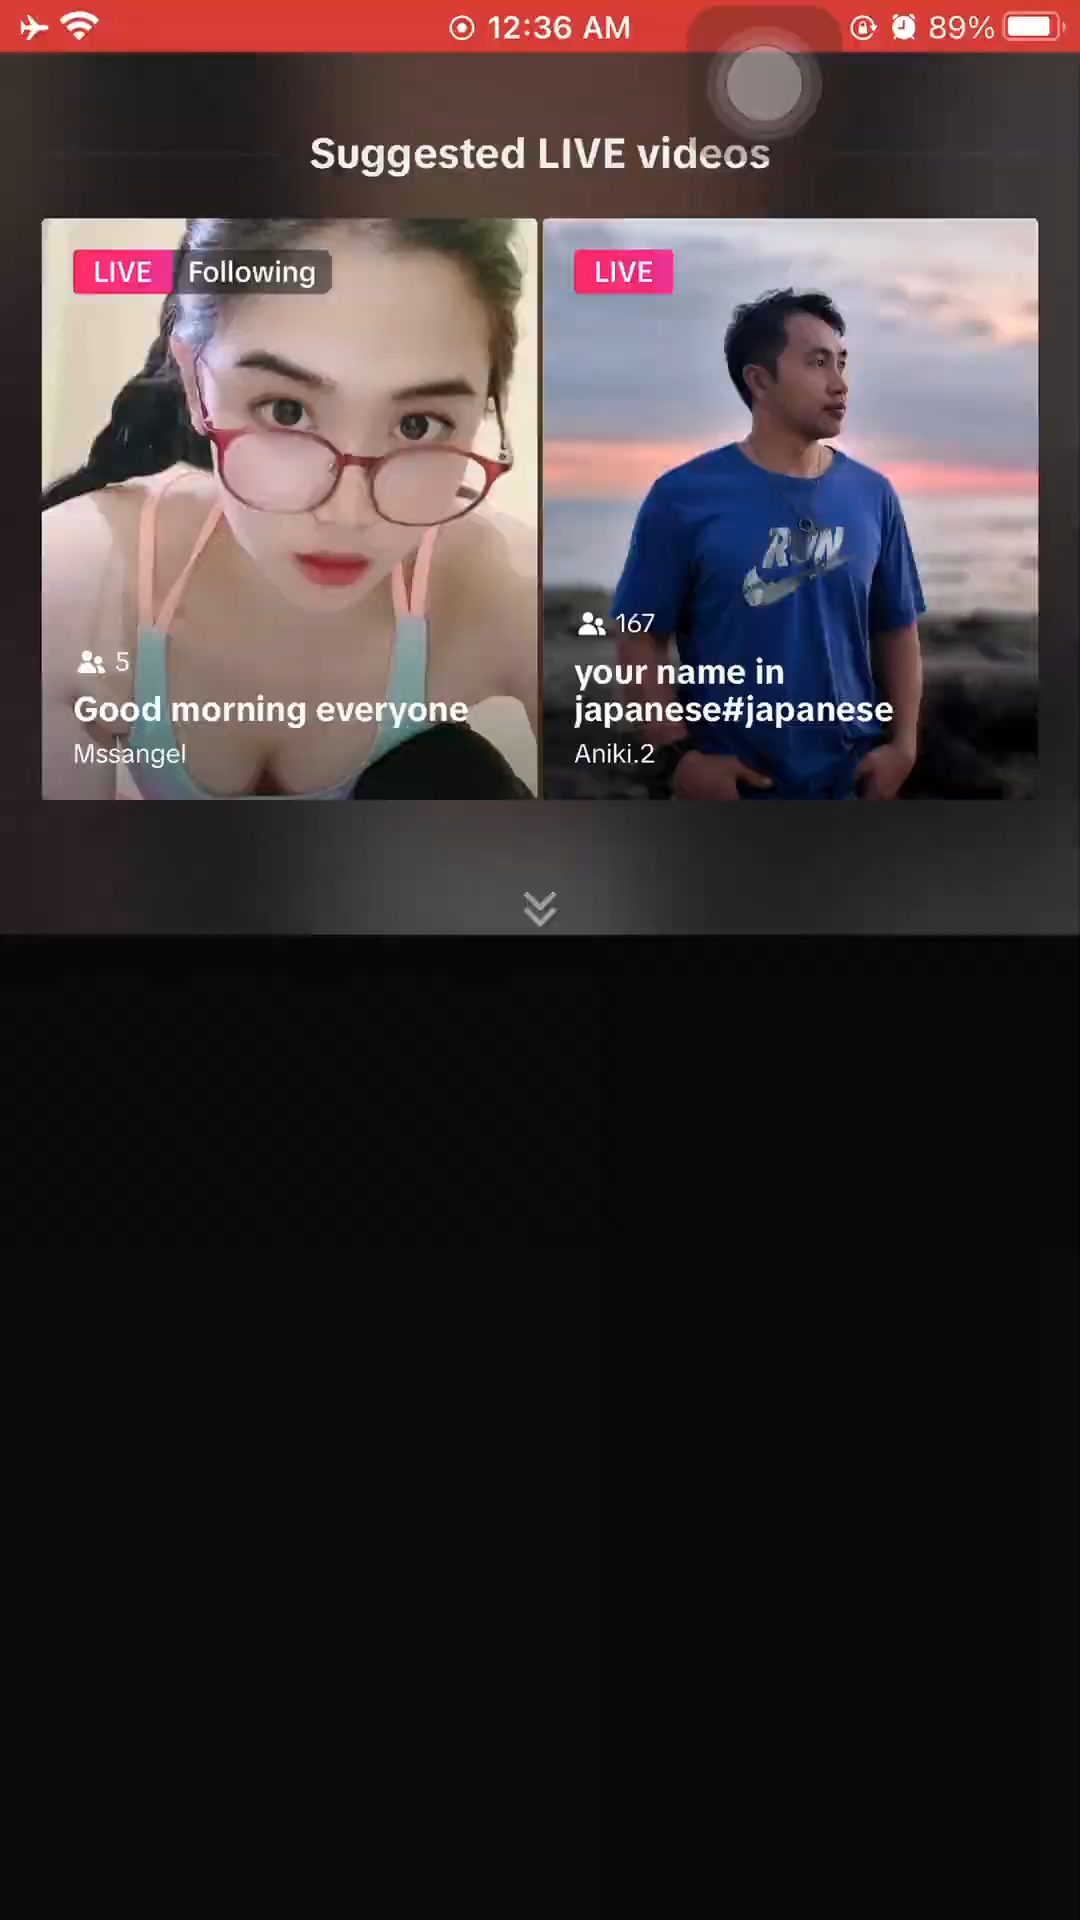 12:36 AM
89%
Suggested LIVE videos
LIVE Following
5
Good morning everyone
Mssangel
LIVE
RUN
167
your name in
japanese#japanese
Aniki.2